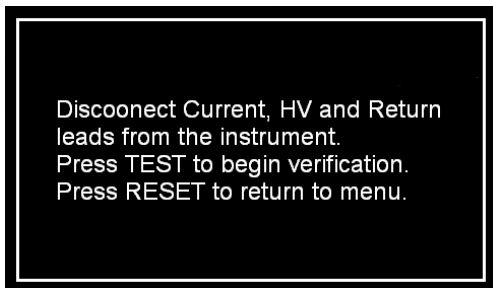 Discoonect Current, HV and Return
leads from the instrument.
Press TEST to begin verification.
Press RESET to return to menu.